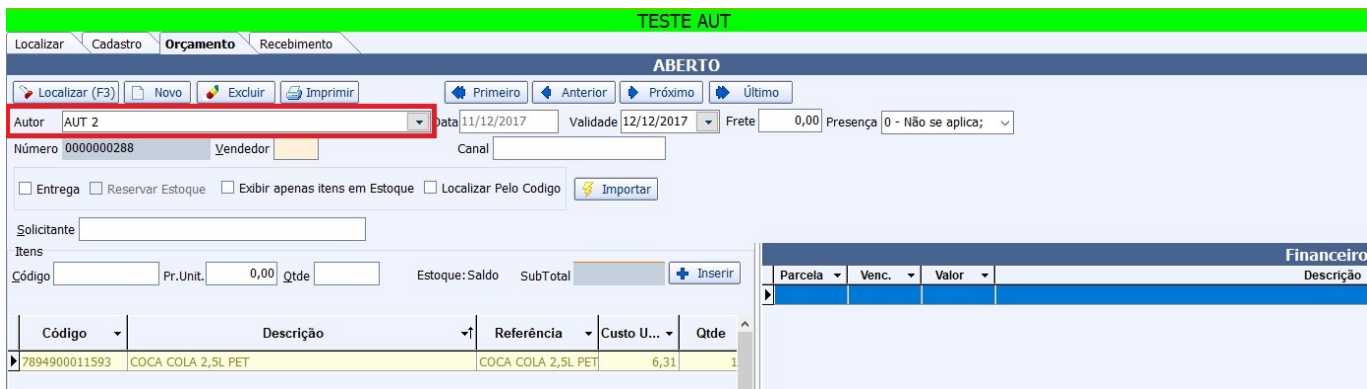 TESTE AUT
Localizar Cadastro Orçamento Recebimento
ABERTO
Localizar (F3) Novo Excluir Imprimir Primeiro Anterior Próximo Último
Autor AUT 2 Data 11/12/2017 Validade 12/12/2017 Frete 0,00 Presença 0 - Não se aplica;
Número 0000000288 Vendedor Canal
Entrega Reservar Estoque Exibir apenas itens em Estoque Localizar Pelo Codigo Importar
Solicitante
Itens Financeiro
Código Pr.Unit. 0,00 Qtde Estoque: Saldo SubTotal Inserir Parcela Venc. Valor Descrição
Código Descrição Referência Custo U... Qtde
7894900011593 COCA COLA 2,5L PET COCA COLA 2,5L PET 6,31 1